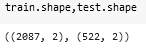 train.shape,test.shape
((2087, 2), (522, 2))